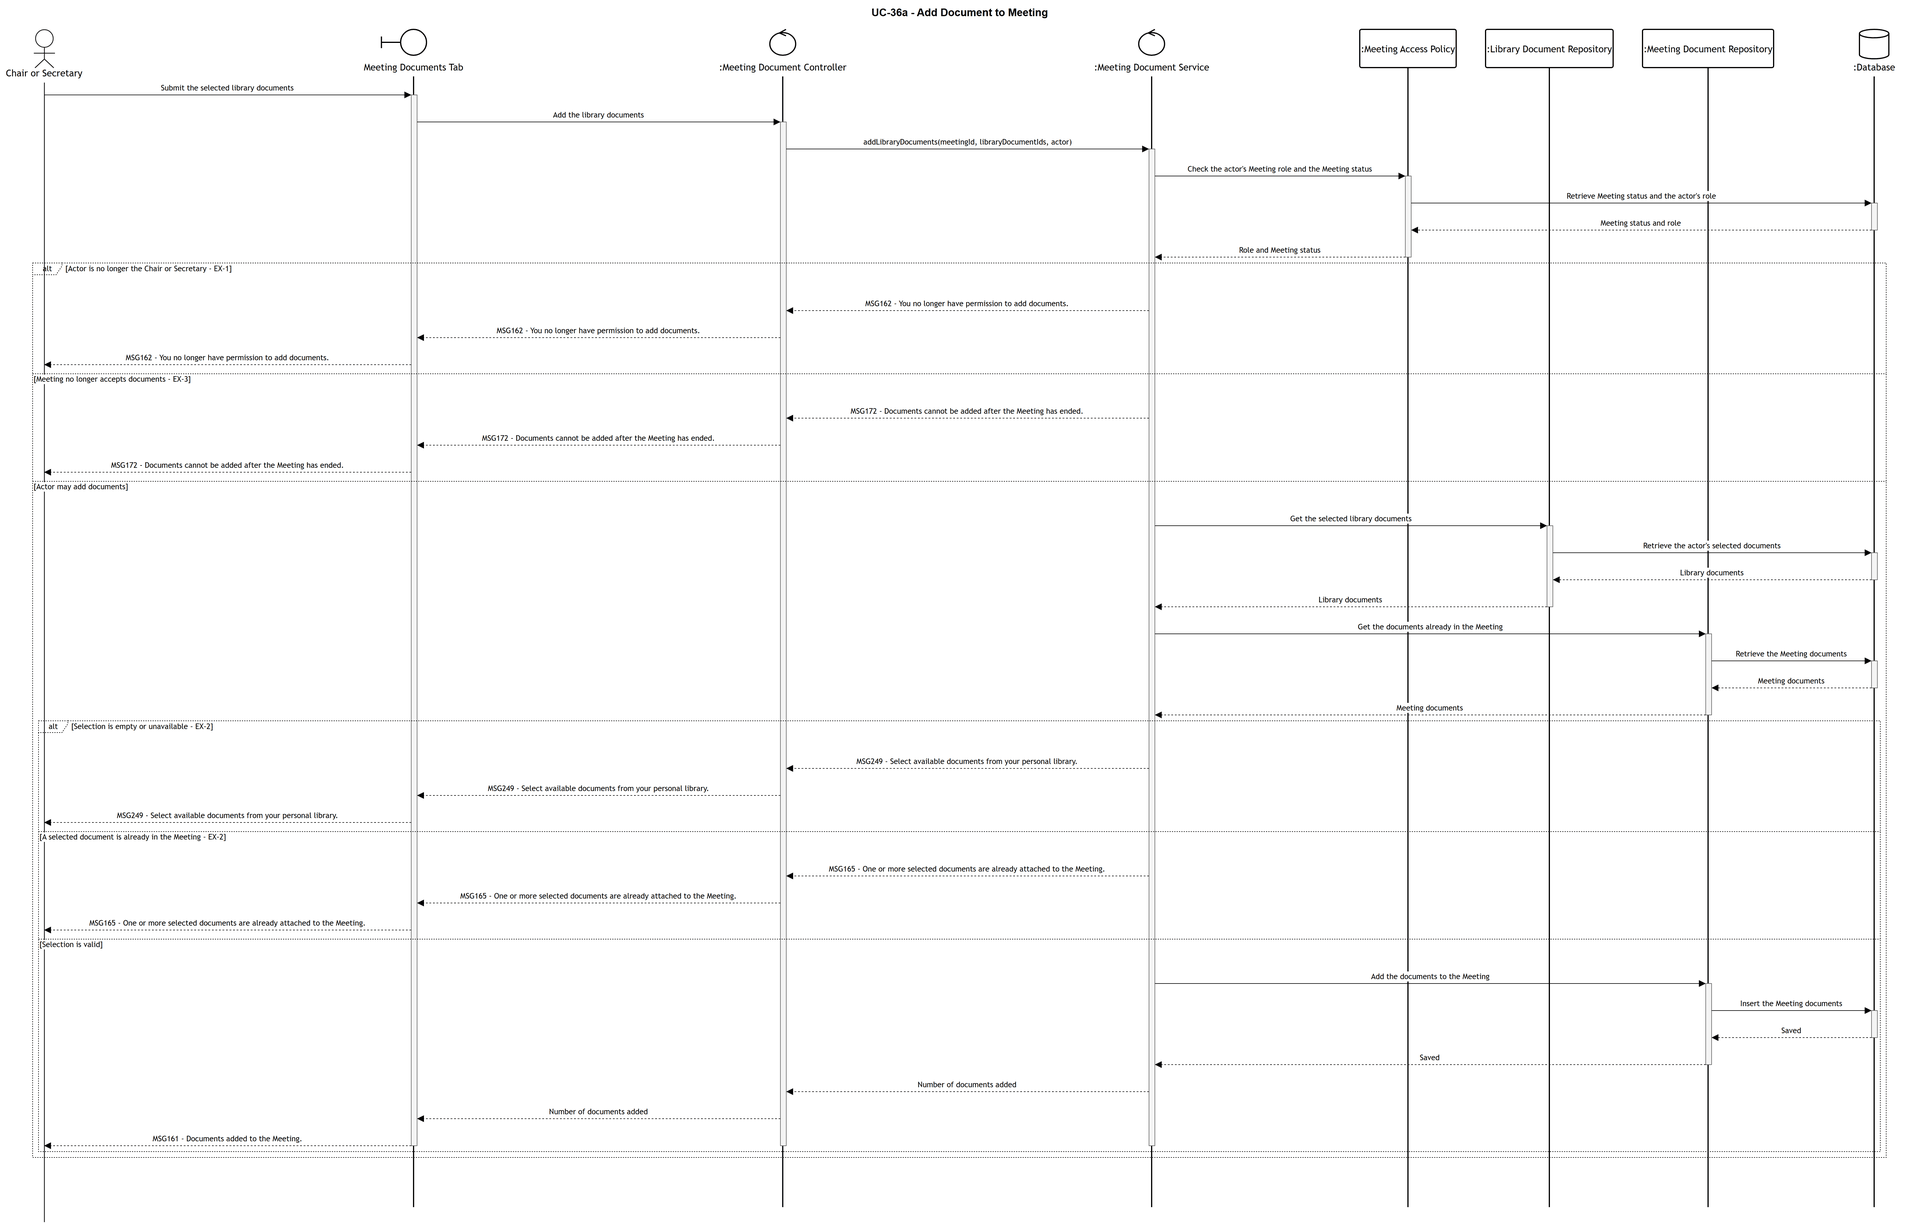 UC-36a - Add Document to Meeting
Chair or Secretary
Meeting Documents Tab
:Meeting Document Controller
:Meeting Document Service
:Meeting Access Policy
:Library Document Repository
:Meeting Document Repository
:Database
Submit the selected library documents
Add the library documents
addLibraryDocuments(meetingId, libraryDocumentIds, actor)
Check the actor's Meeting role and the Meeting status
Retrieve Meeting status and the actor's role
Meeting status and role
Role and Meeting status
alt [Actor is no longer the Chair or Secretary - EX-1]
MSG162 - You no longer have permission to add documents.
MSG162 - You no longer have permission to add documents.
MSG162 - You no longer have permission to add documents.
[Meeting no longer accepts documents - EX-3]
MSG172 - Documents cannot be added after the Meeting has ended.
MSG172 - Documents cannot be added after the Meeting has ended.
MSG172 - Documents cannot be added after the Meeting has ended.
[Actor may add documents]
Get the selected library documents
Retrieve the actor's selected documents
Library documents
Library documents
Get the documents already in the Meeting
Retrieve the Meeting documents
Meeting documents
Meeting documents
alt [Selection is empty or unavailable - EX-2]
MSG249 - Select available documents from your personal library.
MSG249 - Select available documents from your personal library.
MSG249 - Select available documents from your personal library.
[A selected document is already in the Meeting - EX-2]
MSG165 - One or more selected documents are already attached to the Meeting.
MSG165 - One or more selected documents are already attached to the Meeting.
MSG165 - One or more selected documents are already attached to the Meeting.
[Selection is valid]
Add the documents to the Meeting
Insert the Meeting documents
Saved
Saved
Number of documents added
Number of documents added
MSG161 - Documents added to the Meeting.